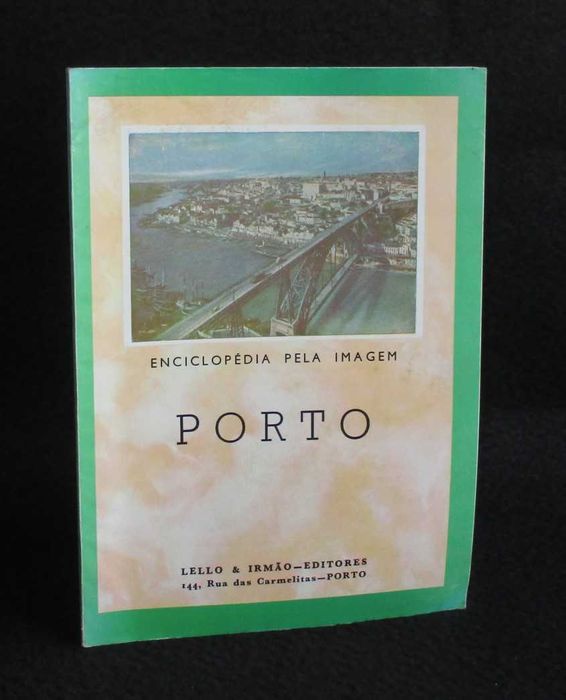 ENCICLOPÉDIA PELA IMAGEM
PORTO
LELLO & IRMÃO—EDITORES
144, Rua das Carmelitas—PORTO